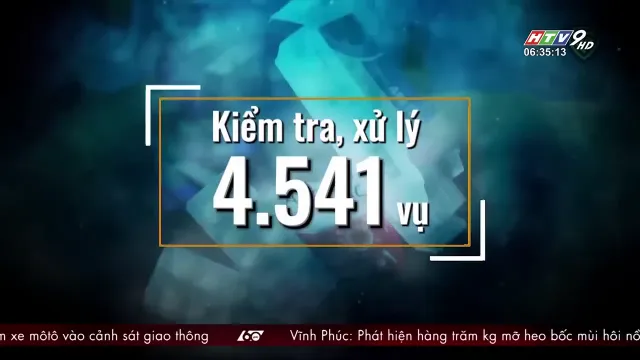 HTV9 HD
06:35:13
Kiểm tra, xử lý
4.541 vụ
m xe môtô vào cảnh sát giao thông
60
Vĩnh Phúc: Phát hiện hàng trăm kg mỡ heo bốc mùi hôi nồ